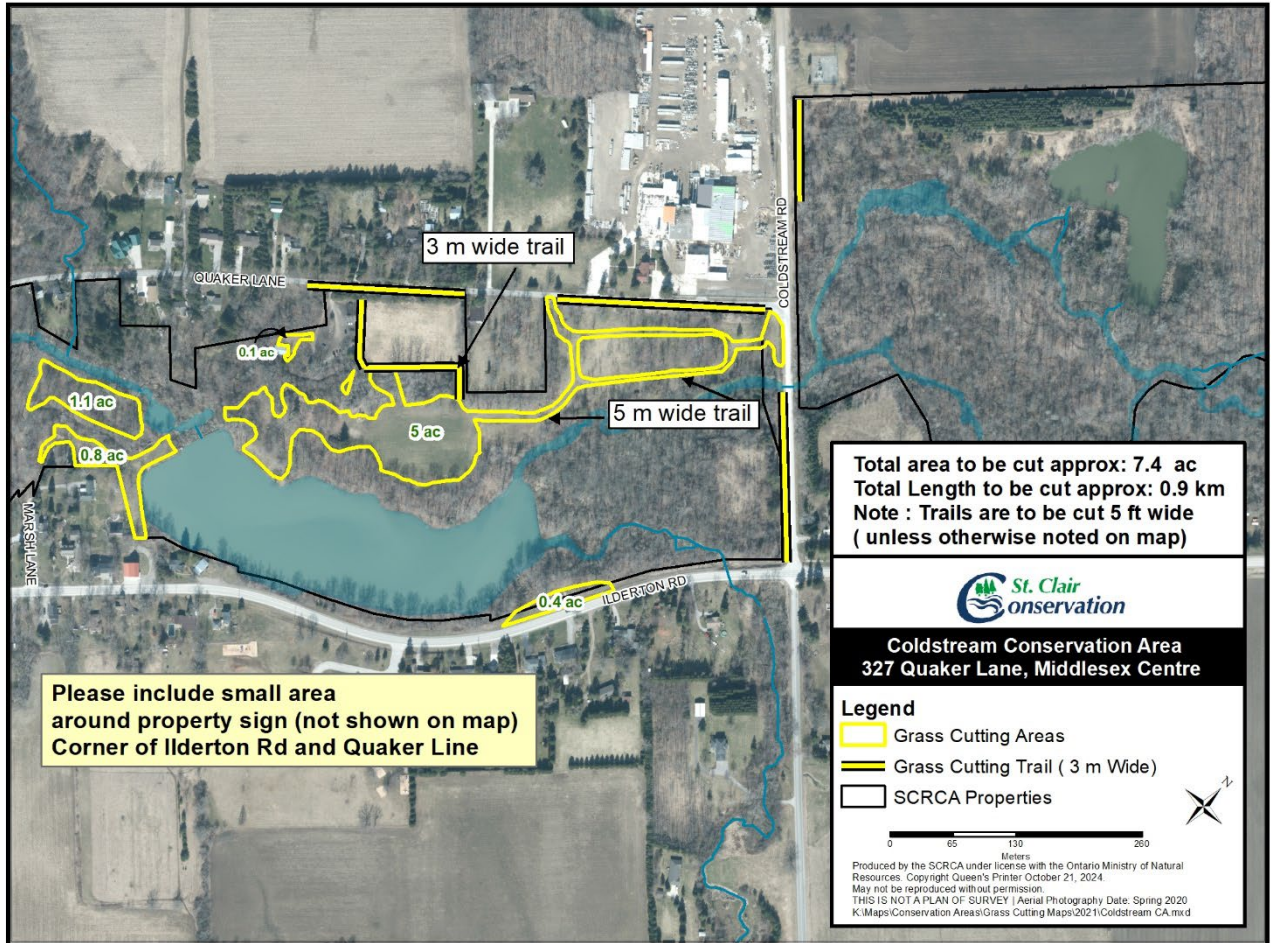 3 m wide trail
QUAKER LANE
COLDSTREAM RD
0.1 ac
1.1 ac
5 ac
5 m wide trail
0.8 ac
MARSH LANE
0.4 ac
ILDERTON RD
Please include small area
around property sign (not shown on map)
Corner of Ilderton Rd and Quaker Line
Total area to be cut approx: 7.4 ac
Total Length to be cut approx: 0.9 km
Note : Trails are to be cut 5 ft wide
( unless otherwise noted on map)
St. Clair
Conservation
Coldstream Conservation Area
327 Quaker Lane, Middlesex Centre
Legend
Grass Cutting Areas
Grass Cutting Trail ( 3 m Wide)
SCRCA Properties
N
0 65 130 260
Meters
Produced by the SCRCA under license with the Ontario Ministry of Natural
Resources. Copyright Queen's Printer October 21, 2024.
May not be reproduced without permission.
THIS IS NOT A PLAN OF SURVEY | Aerial Photography Date: Spring 2020
K:\Maps\Conservation Areas\Grass Cutting Maps\2021\Coldstream CA.mxd